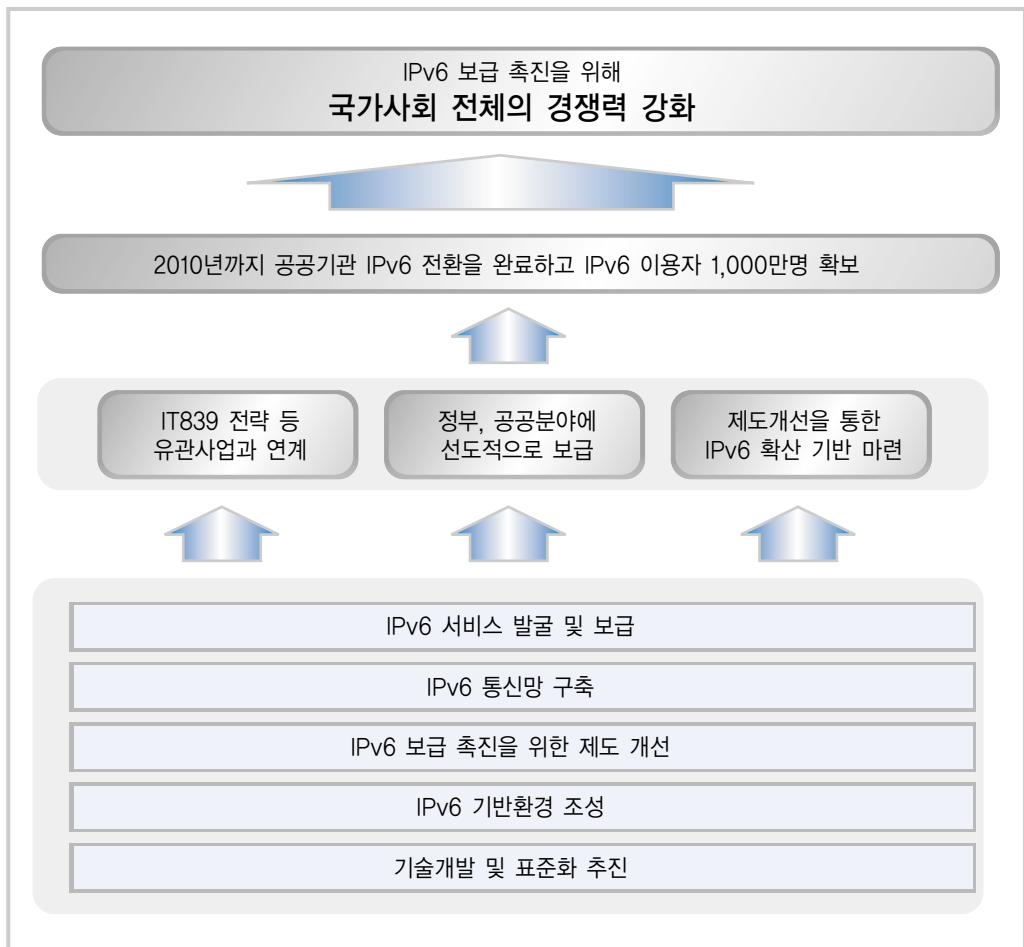 IPv6 보급 촉진을 위해
국가사회 전체의 경쟁력 강화
2010년까지 공공기관 IPv6 전환을 완료하고 IPv6 이용자 1,000만명 확보
IT839 전략 등
유관사업과 연계
정부, 공공분야에
선도적으로 보급
제도개선을 통한
IPv6 확산 기반 마련
IPv6 서비스 발굴 및 보급
IPv6 통신망 구축
IPv6 보급 촉진을 위한 제도 개선
IPv6 기반환경 조성
기술개발 및 표준화 추진